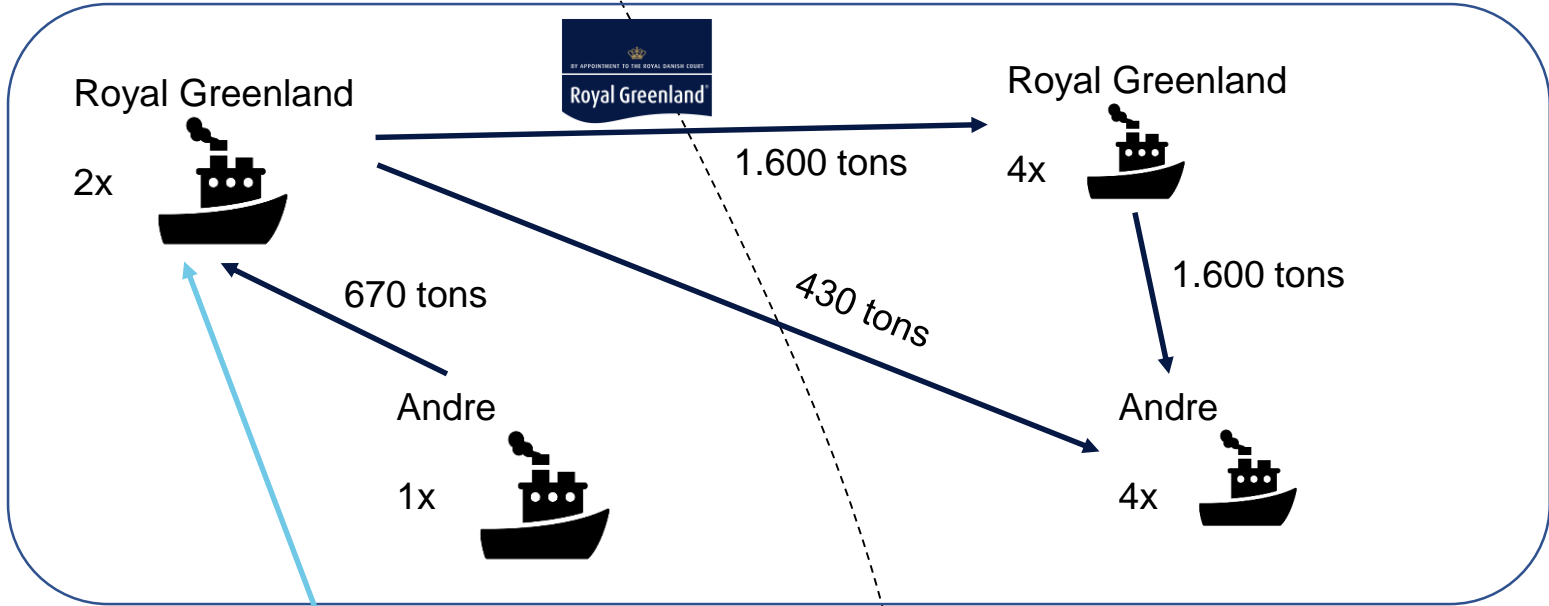 BY APPOINTMENT TO THE ROYAL DANISH COURT
Royal Greenland
Royal Greenland
2x
Royal Greenland
4x
1.600 tons
1.600 tons
670 tons
430 tons
Andre
1x
Andre
4x